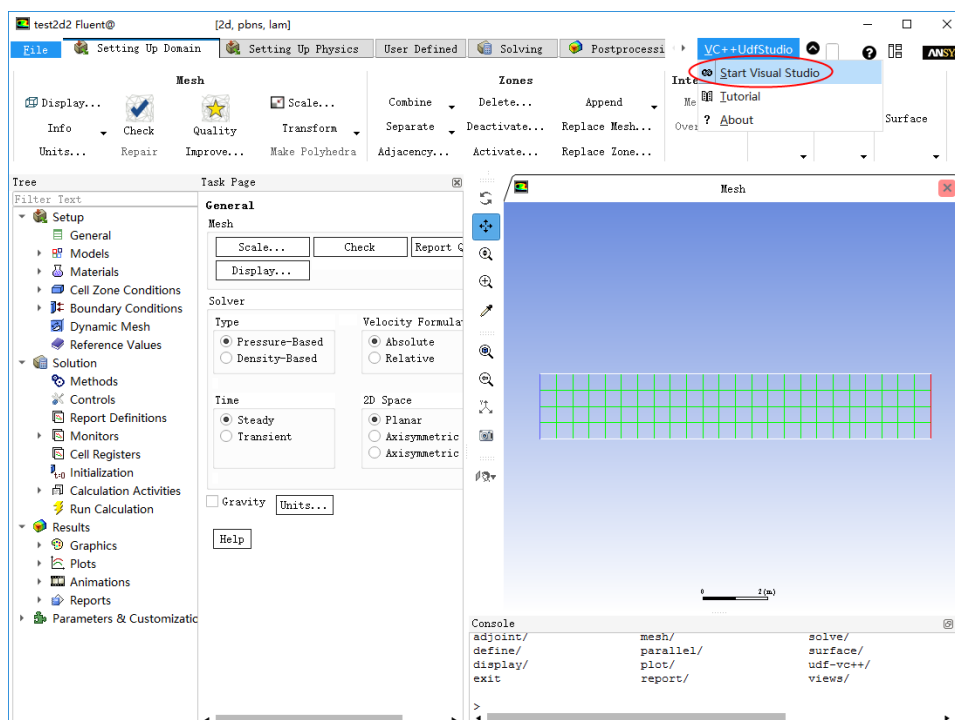 test2d2 Fluent@ [2d, pbns, lam]
File Setting Up Domain Setting Up Physics User Defined Solving Postprocessi VC++UdfStudio ANSY
Start Visual Studio
Tutorial
? About
Mesh Zones Inte
Display... Check Quality Scale... Combine Delete... Append Me
Info Transform Separate Deactivate... Replace Mesh... Over Surface
Units... Repair Improve... Make Polyhedra Adjacency... Activate... Replace Zone...
Tree
Filter Text
Setup
General
Models
Materials
Cell Zone Conditions
Boundary Conditions
Dynamic Mesh
Reference Values
Solution
Methods
Controls
Report Definitions
Monitors
Cell Registers
t=0 Initialization
Calculation Activities
Run Calculation
Results
Graphics
Plots
Animations
Reports
Parameters & Customizatic
Task Page
General
Mesh
Scale... Check Report Q
Display...
Solver
Type Velocity Formula
Pressure-Based Absolute
Density-Based Relative
Time 2D Space
Steady Planar
Transient Axisymmetric
Axisymmetric
Gravity Units...
Help
Mesh
0 2 (m)
Console
adjoint/ mesh/ solve/
define/ parallel/ surface/
display/ plot/ udf-vc++/
exit report/ views/
>